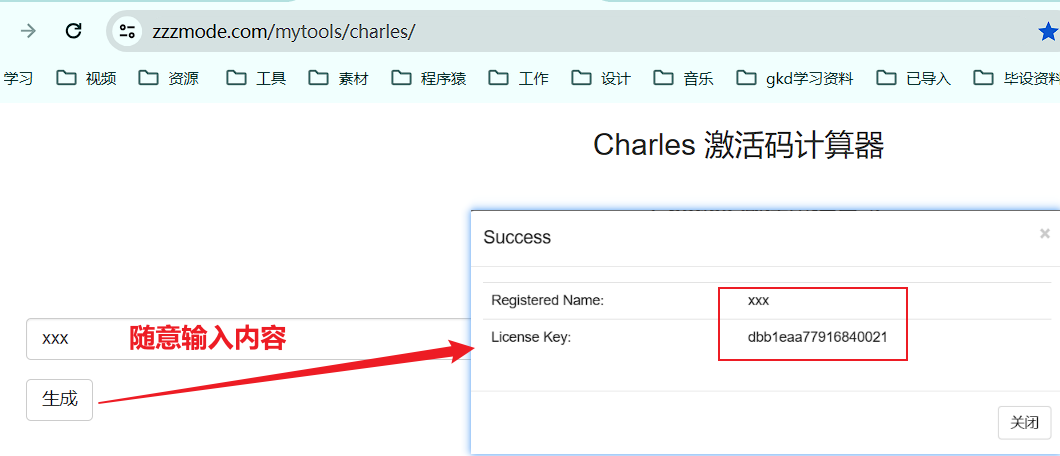 zzzmode.com/mytools/charles/
学习 视频 资源 工具 素材 程序猿 工作 设计 音乐 gkd学习资料 已导入 毕设资料
Charles 激活码计算器
Success ×
Registered Name: xxx
License Key: dbb1eaa77916840021
xxx 随意输入内容
生成
关闭